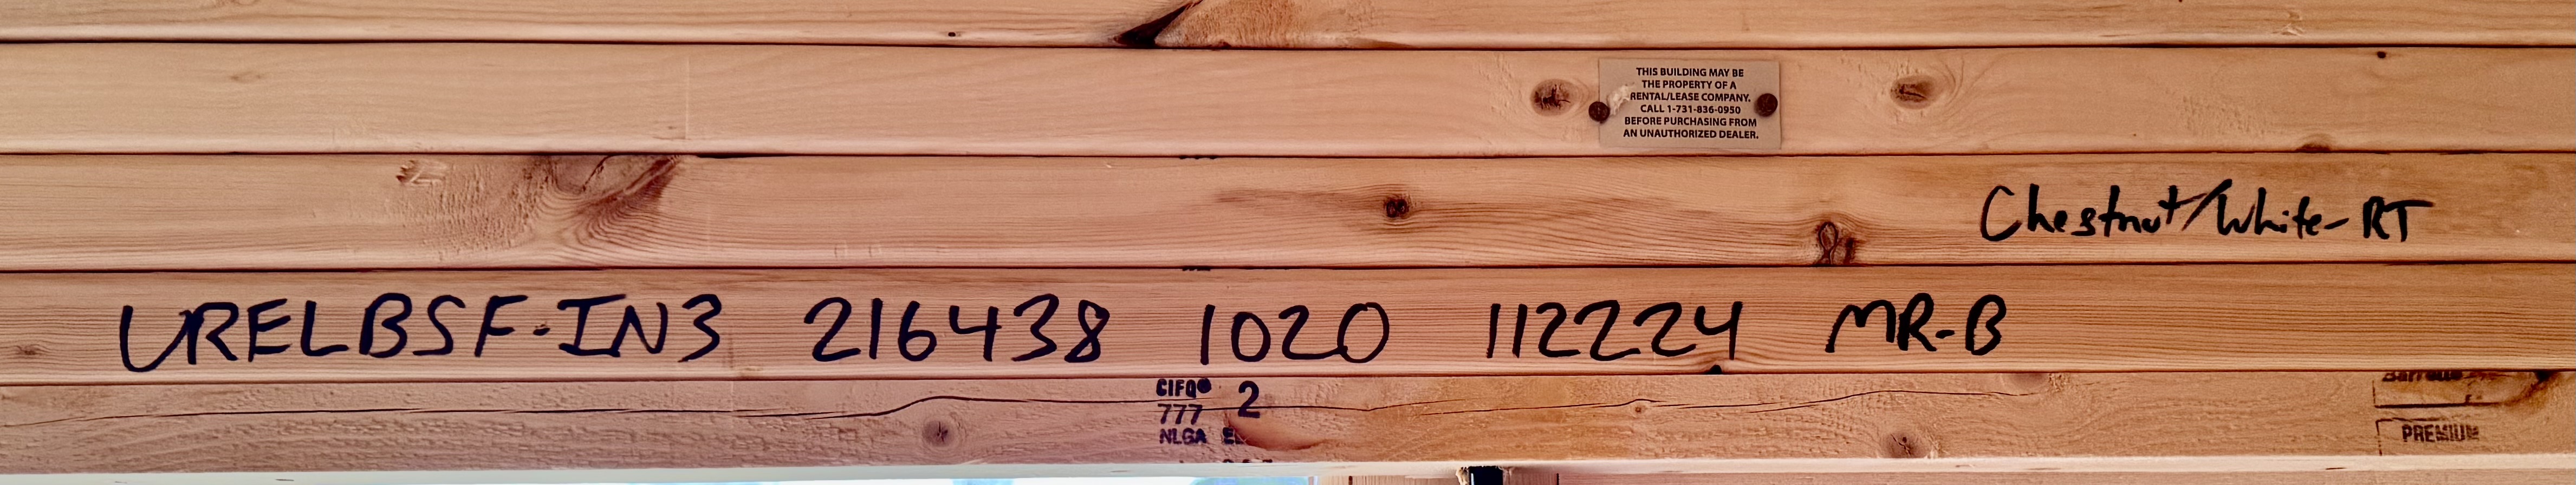 THIS BUILDING MAY BE
THE PROPERTY OF A
RENTAL/LEASE COMPANY.
CALL 1-731-836-0950
BEFORE PURCHASING FROM
AN UNAUTHORIZED DEALER.
Chestnut/White-RT
URELBSF-IN3 216438 1020 112224 MR-B
CIFQ® 2
777
NLGA
PREMIUM